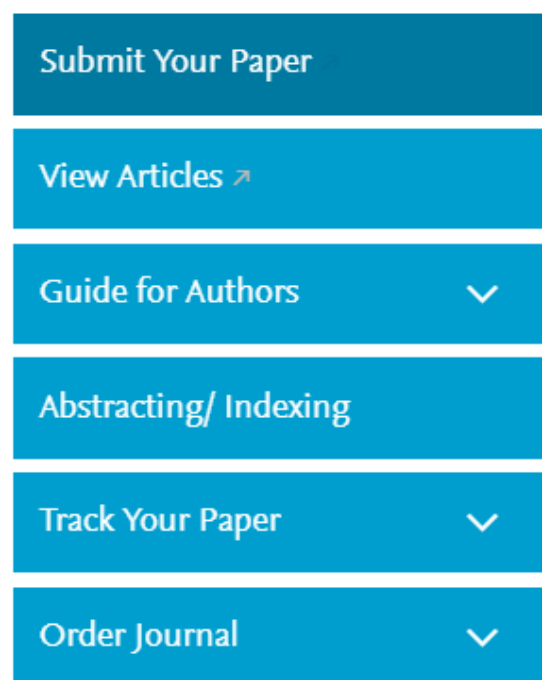 Submit Your Paper
View Articles
Guide for Authors
Abstracting/ Indexing
Track Your Paper
Order Journal